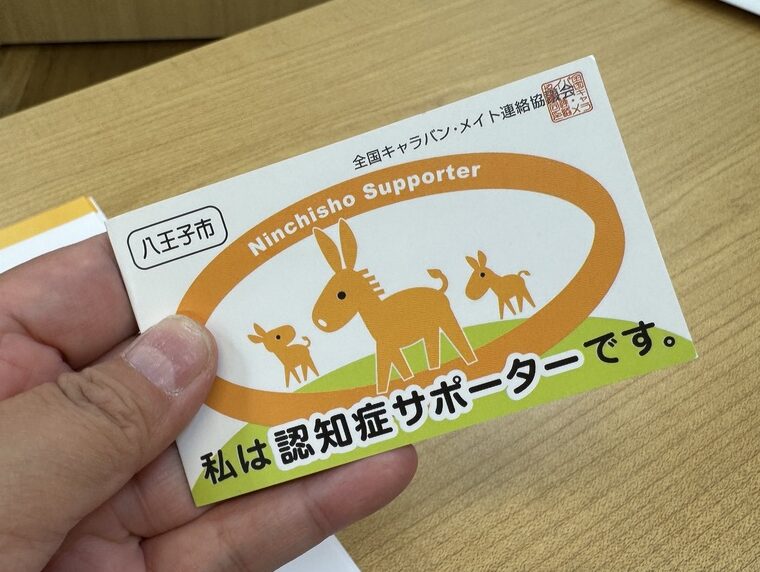 全国キャラバン・メイト連絡協議会
八王子市
Ninchisho Supporter
私は認知症サポーターです。